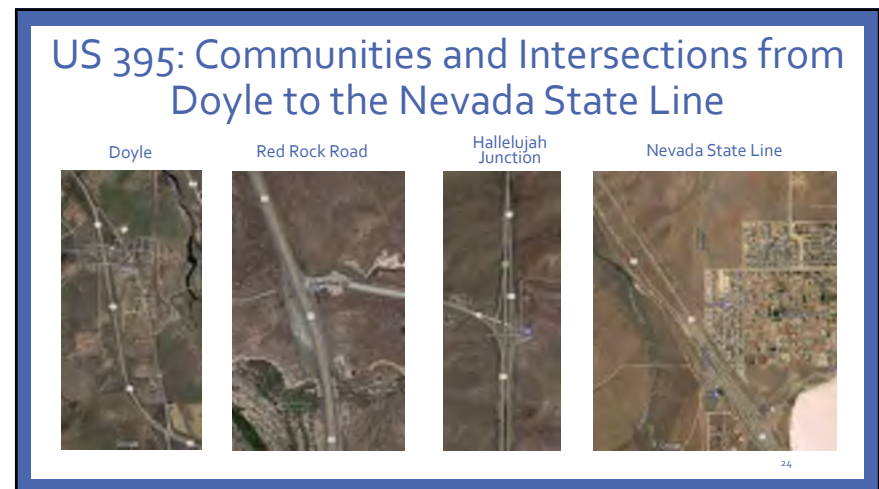 US 395: Communities and Intersections from
Doyle to the Nevada State Line
Doyle
Red Rock Road
Hallelujah
Junction
Nevada State Line
24